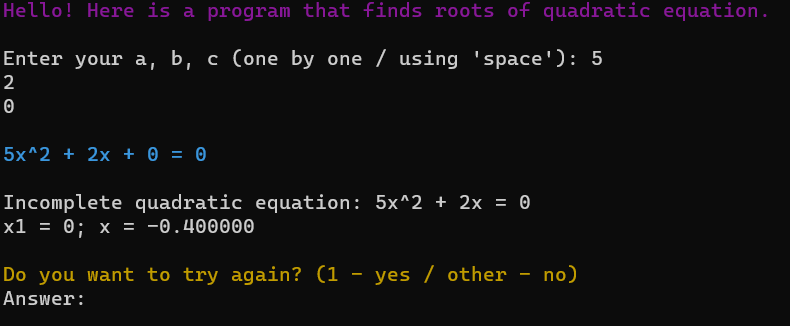 Hello! Here is a program that finds roots of quadratic equation.
Enter your a, b, c (one by one / using 'space'): 5
2
0
5x^2 + 2x + 0 = 0
Incomplete quadratic equation: 5x^2 + 2x = 0
x1 = 0; x = -0.400000
Do you want to try again? (1 - yes / other - no)
Answer: